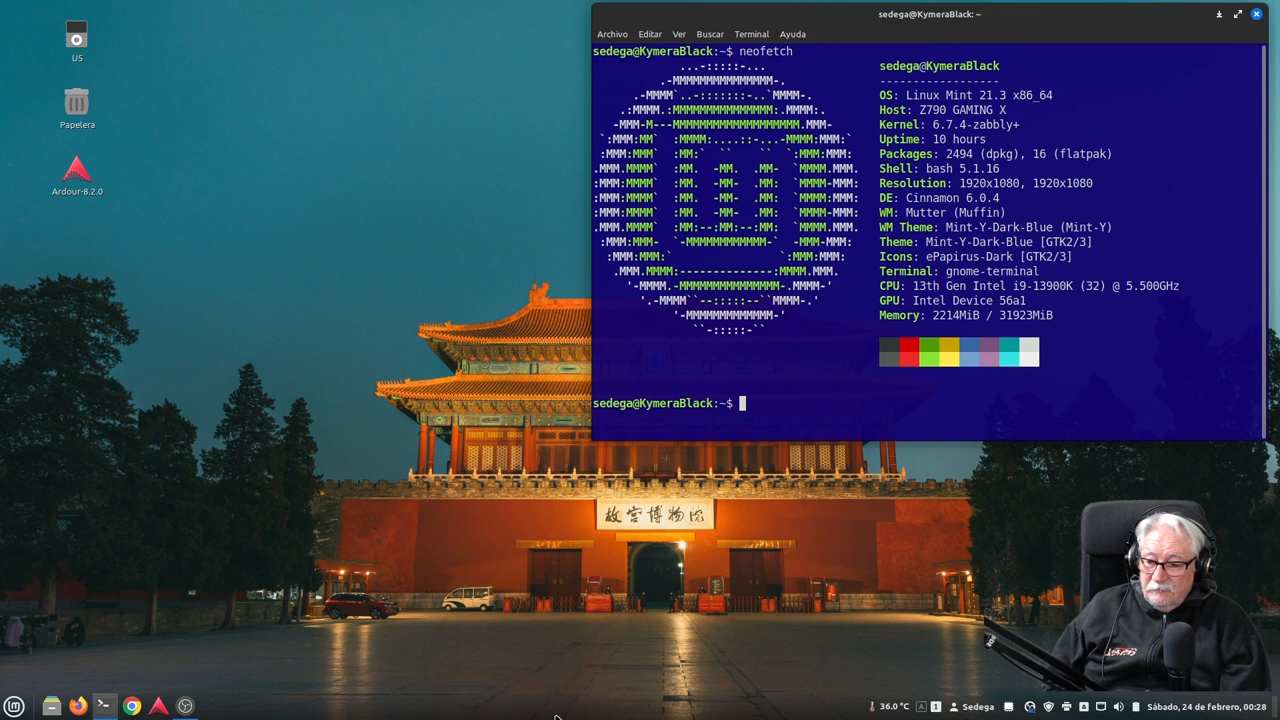 U5
Papelera
Ardour-8.2.0
sedega@KymeraBlack: ~
Archivo Editar Ver Buscar Terminal Ayuda
sedega@KymeraBlack:~$ neofetch
sedega@KymeraBlack
------------------
OS: Linux Mint 21.3 x86_64
Host: Z790 GAMING X
Kernel: 6.7.4-zabbly+
Uptime: 10 hours
Packages: 2494 (dpkg), 16 (flatpak)
Shell: bash 5.1.16
Resolution: 1920x1080, 1920x1080
DE: Cinnamon 6.0.4
WM: Mutter (Muffin)
WM Theme: Mint-Y-Dark-Blue (Mint-Y)
Theme: Mint-Y-Dark-Blue [GTK2/3]
Icons: ePapirus-Dark [GTK2/3]
Terminal: gnome-terminal
CPU: 13th Gen Intel i9-13900K (32) @ 5.500GHz
GPU: Intel Device 56a1
Memory: 2214MiB / 31923MiB
sedega@KymeraBlack:~$
故宫博物院
36.0 °C A 1 Sedega A Sábado, 24 de Febrero, 00:28